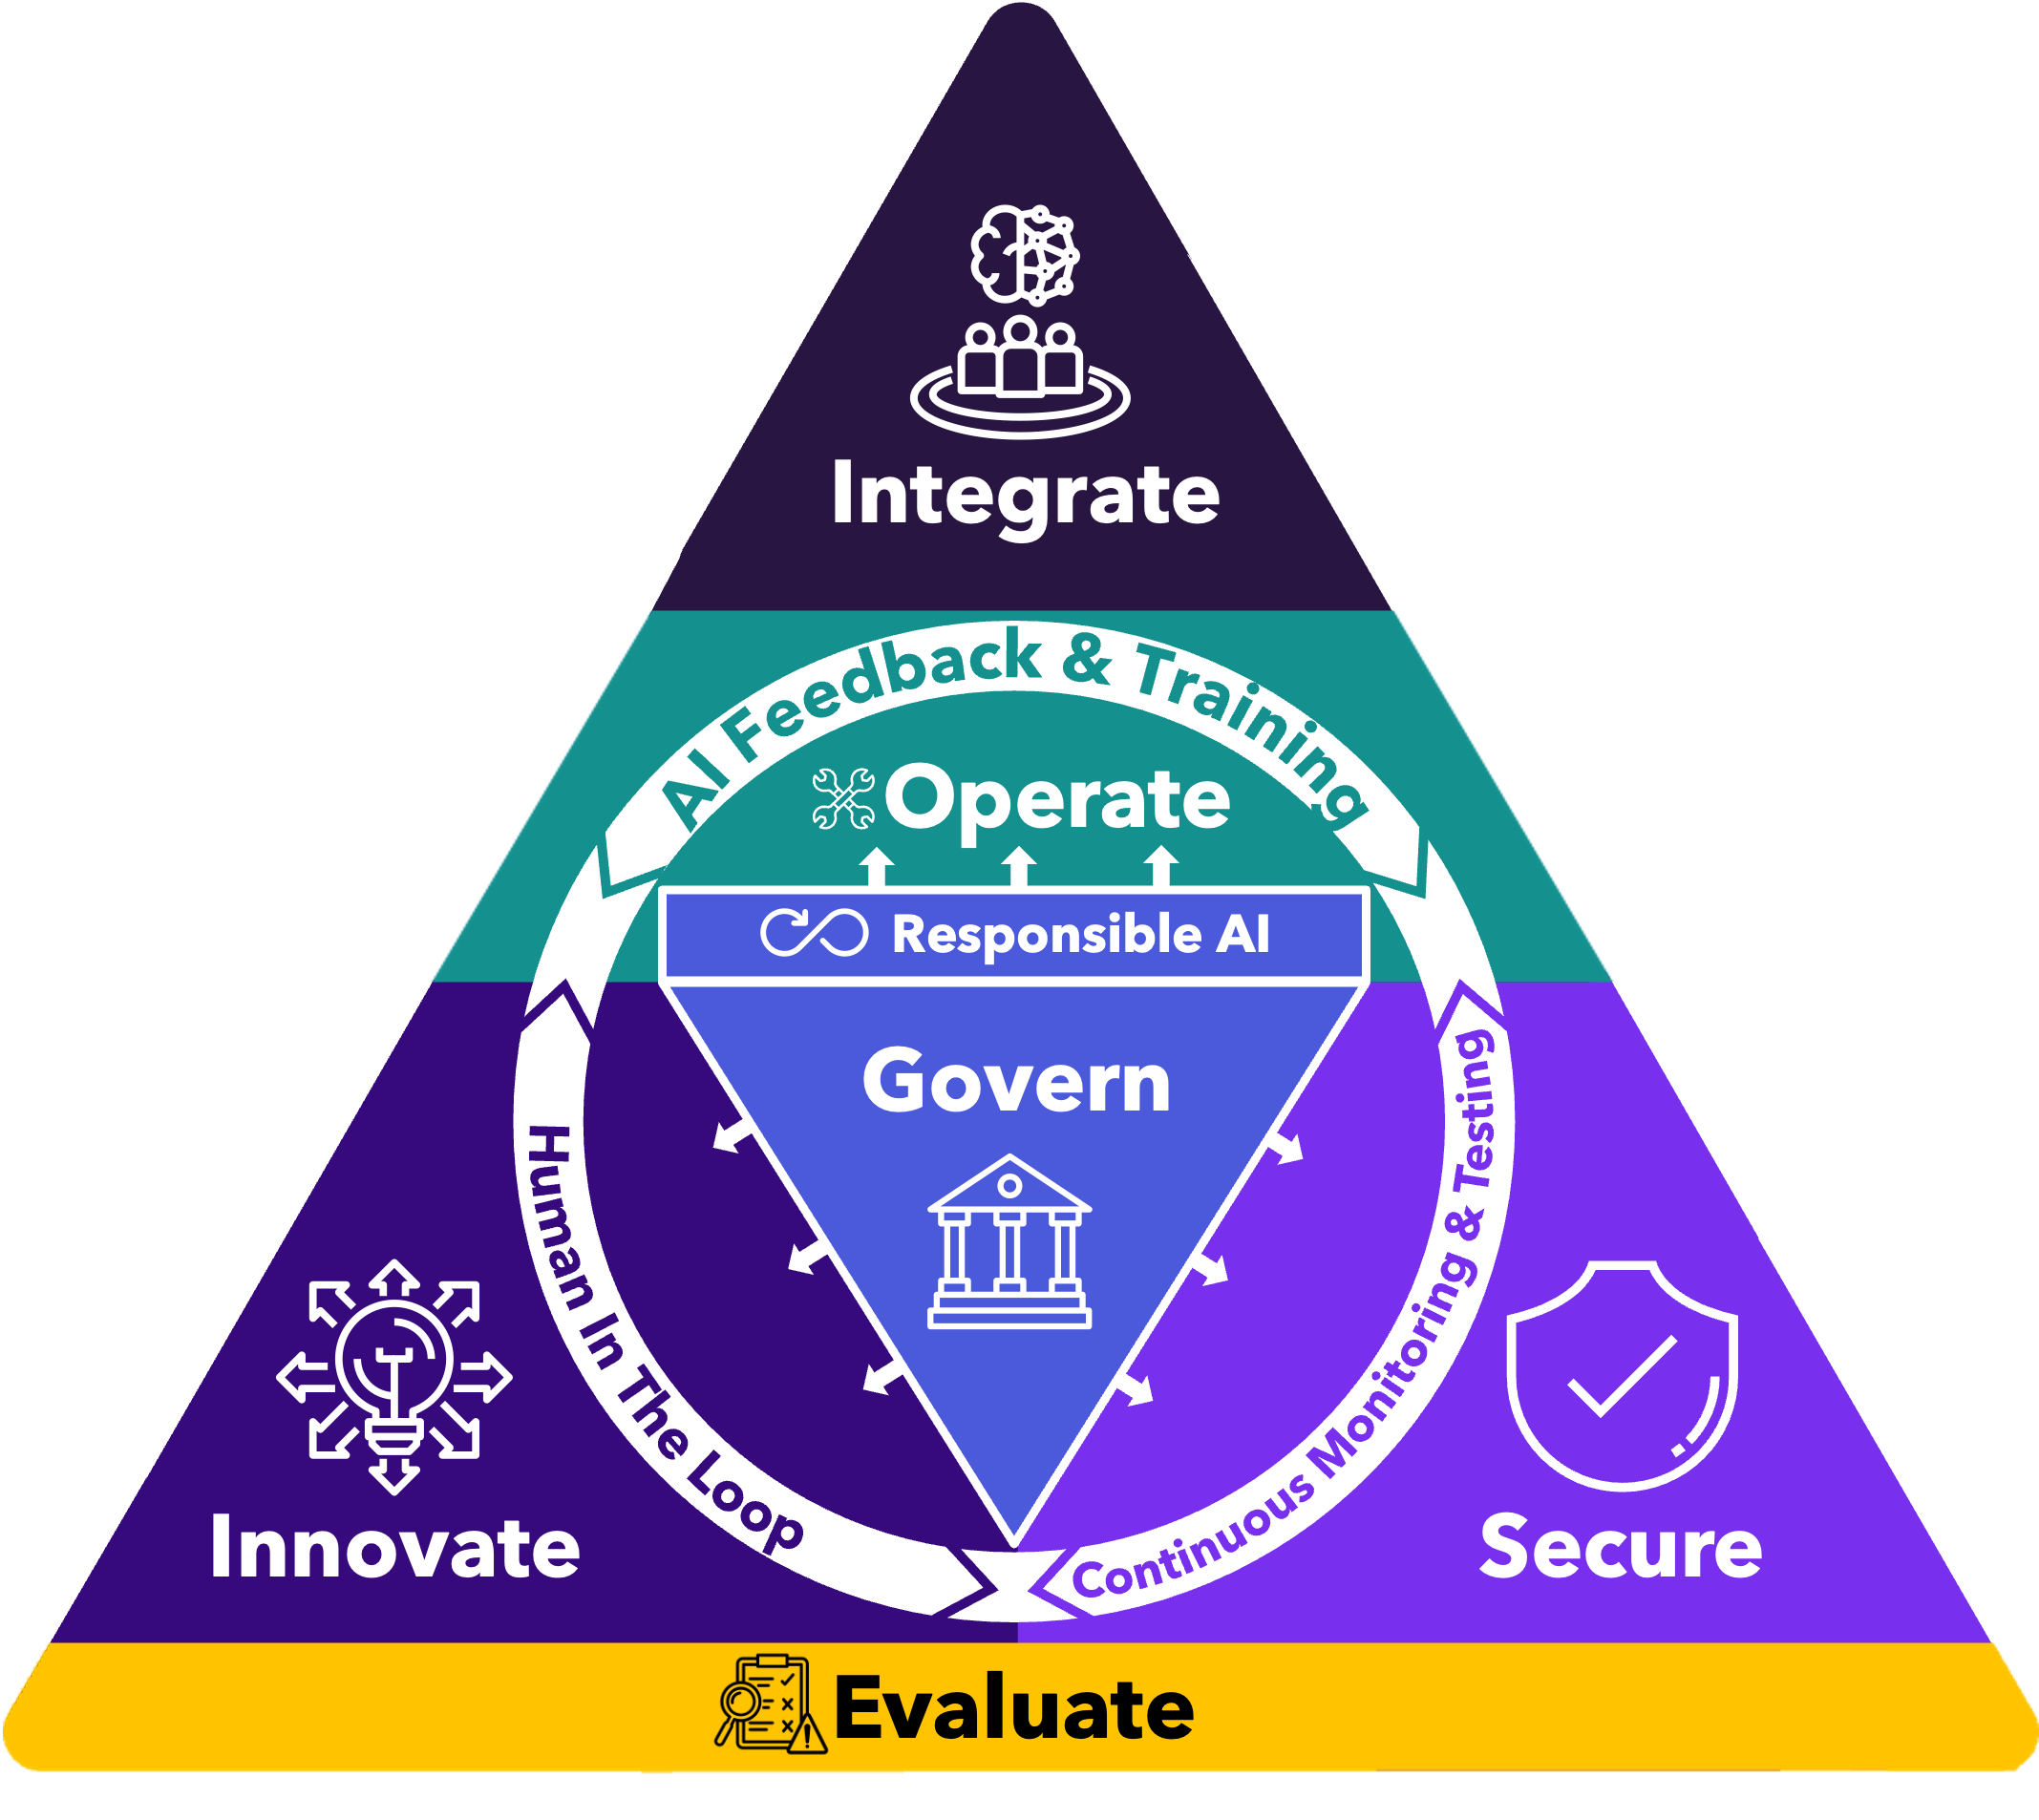 Integrate
AI Feedback & Training
Operate
Responsible AI
Govern
Human In The Loop
Continuous Monitoring & Testing
Innovate
Secure
Evaluate